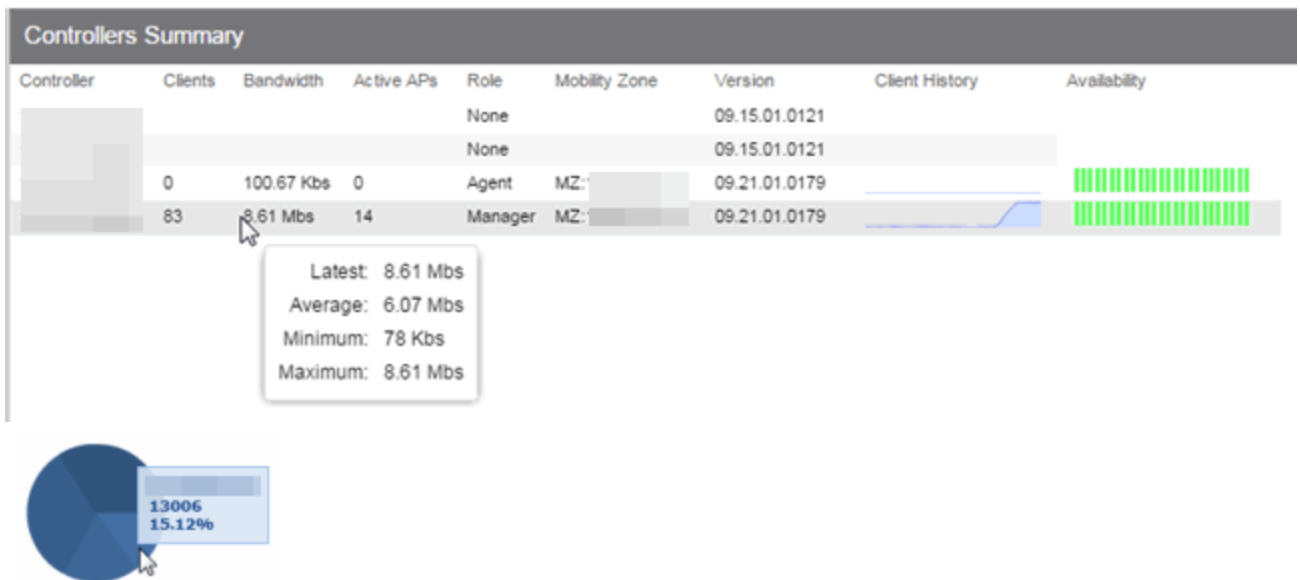 Controllers Summary
Controller Clients Bandwidth Active APs Role Mobility Zone Version Client History Availability
None 09.15.01.0121
None 09.15.01.0121
0 100.67 Kbs 0 Agent MZ: 09.21.01.0179
83 8.61 Mbs 14 Manager MZ: 09.21.01.0179
Latest: 8.61 Mbs
Average: 6.07 Mbs
Minimum: 78 Kbs
Maximum: 8.61 Mbs
13006
15.12%